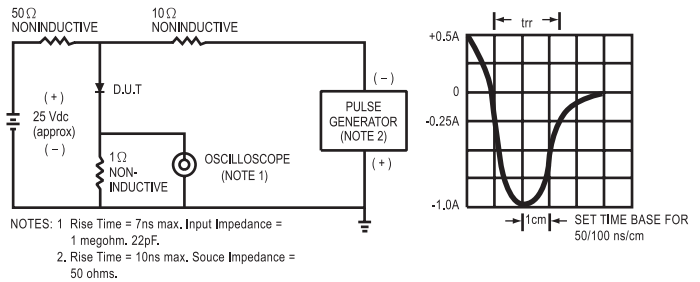 50Ω
NONINDUCTIVE
10Ω
NONINDUCTIVE
(+)
25 Vdc
(approx)
(−)
D.U.T
1Ω
NON-
INDUCTIVE
OSCILLOSCOPE
(NOTE 1)
(−)
PULSE
GENERATOR
(NOTE 2)
(+)
NOTES: 1 Rise Time = 7ns max. Input Impedance =
1 megohm. 22pF.
2. Rise Time = 10ns max. Souce Impedance =
50 ohms.
trr
+0.5A
0
-0.25A
-1.0A
1cm
SET TIME BASE FOR
50/100 ns/cm